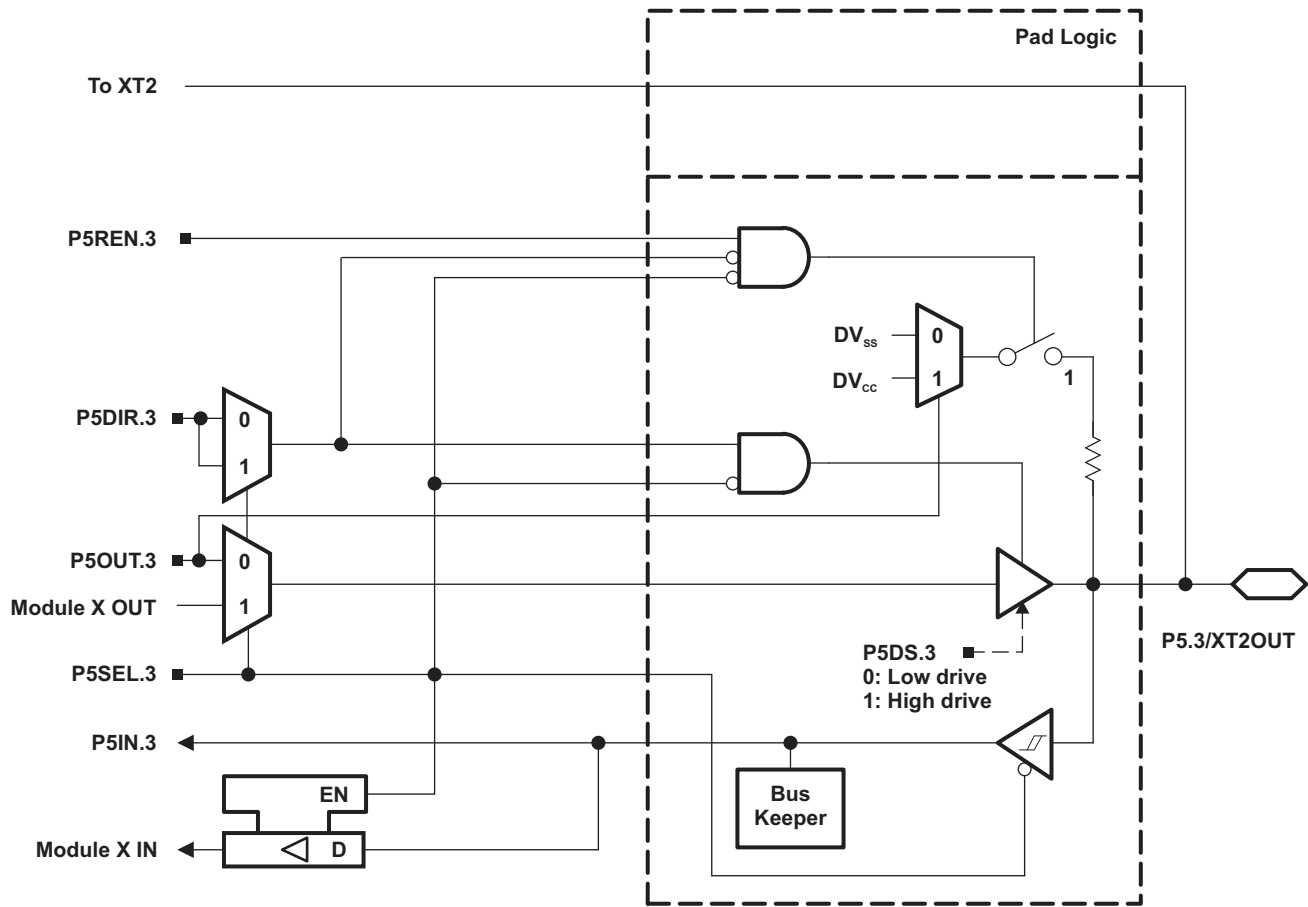 Pad Logic
To XT2
P5REN.3
DVSS
0
DVCC
1
1
P5DIR.3
0
1
P5OUT.3
0
Module X OUT
1
P5SEL.3
P5DS.3
0: Low drive
1: High drive
P5.3/XT2OUT
P5IN.3
EN
Bus
Keeper
Module X IN
D